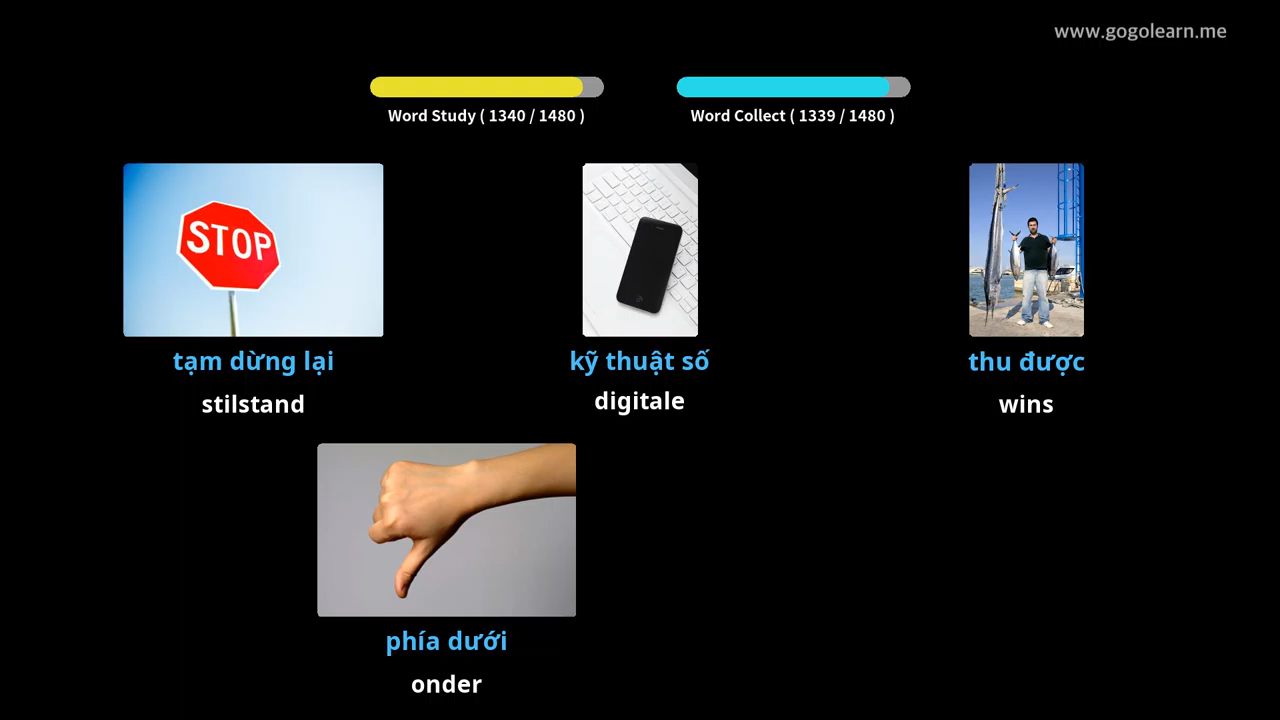 www.gogolearn.me
Word Study ( 1340 / 1480 )
Word Collect ( 1339 / 1480 )
STOP
tạm dừng lại
stilstand
kỹ thuật số
digitale
thu được
wins
phía dưới
onder